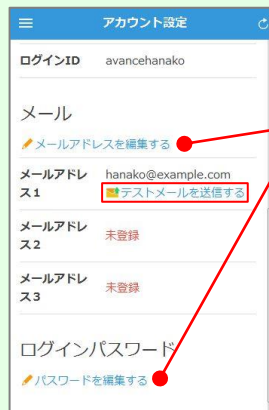 アカウント設定
ログインID avancehanako
メール
メールアドレスを編集する
メールアドレ hanako@example.com
ス1 テストメールを送信する
メールアドレ
ス2 未登録
メールアドレ
ス3 未登録
ログインパスワード
パスワードを編集する